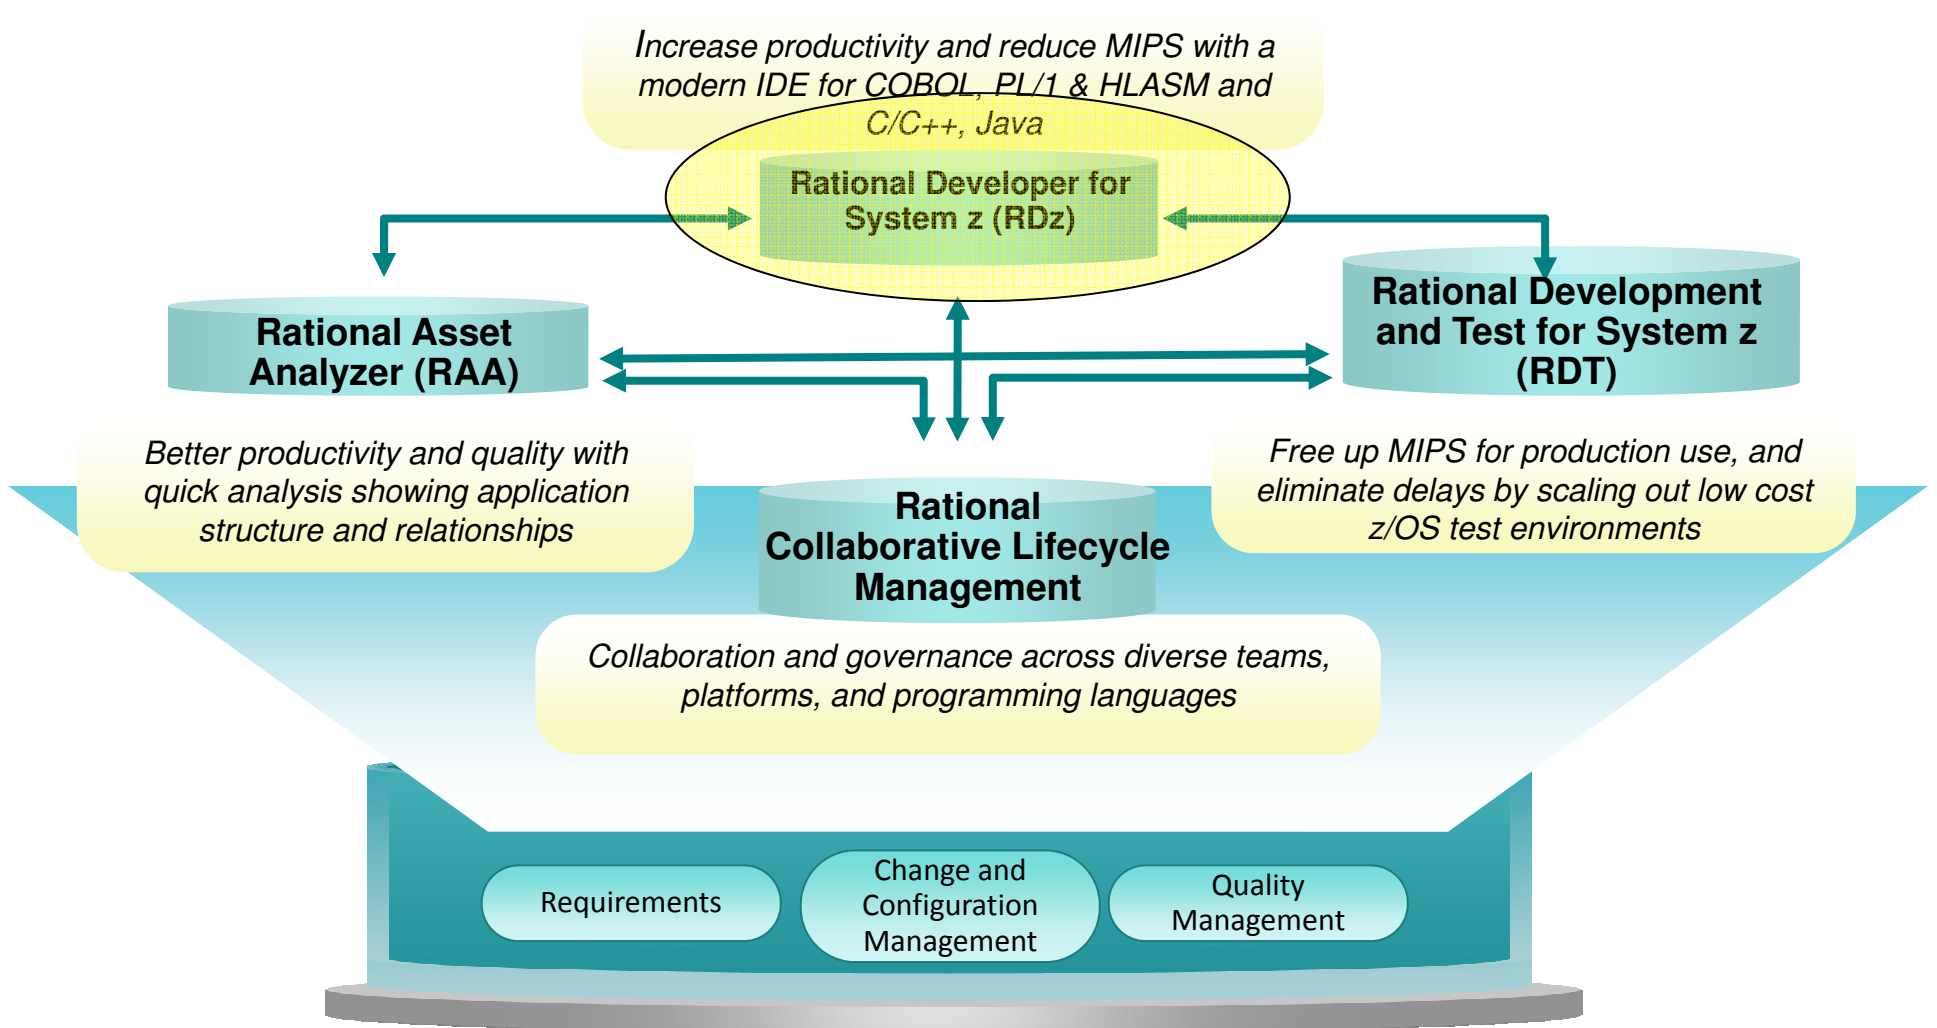 Increase productivity and reduce MIPS with a
modern IDE for COBOL, PL/1 & HLASM and
C/C++, Java
Rational Developer for
System z (RDz)
Rational Asset
Analyzer (RAA)
Rational Development
and Test for System z
(RDT)
Better productivity and quality with
quick analysis showing application
structure and relationships
Free up MIPS for production use, and
eliminate delays by scaling out low cost
z/OS test environments
Rational
Collaborative Lifecycle
Management
Collaboration and governance across diverse teams,
platforms, and programming languages
Requirements
Change and
Configuration
Management
Quality
Management